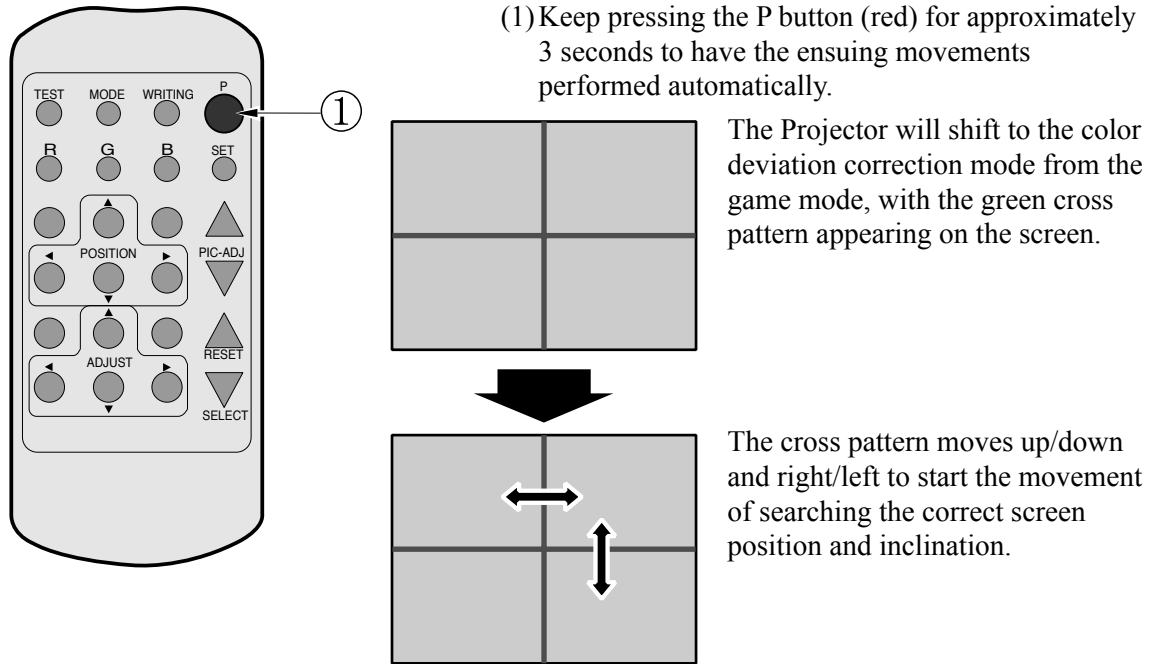 (1) Keep pressing the P button (red) for approximately
3 seconds to have the ensuing movements
performed automatically.
TEST MODE WRITING P
1
R G B SET
POSITION PIC-ADJ
RESET
ADJUST
SELECT
The Projector will shift to the color
deviation correction mode from the
game mode, with the green cross
pattern appearing on the screen.
The cross pattern moves up/down
and right/left to start the movement
of searching the correct screen
position and inclination.